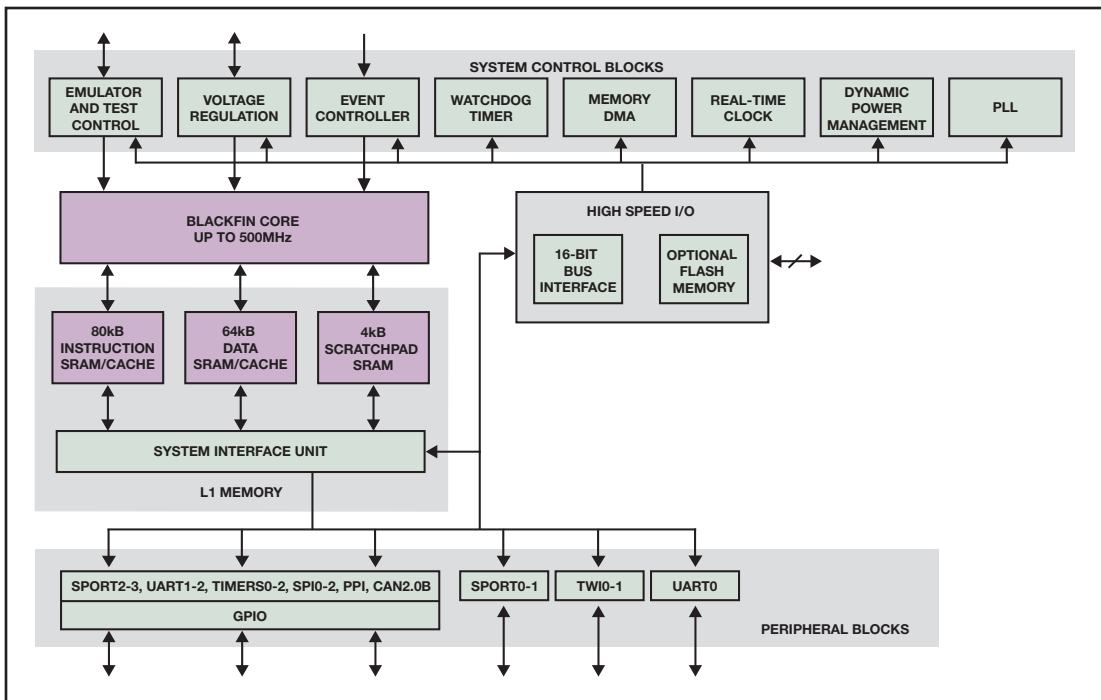 SYSTEM CONTROL BLOCKS
EMULATOR
AND TEST
CONTROL
VOLTAGE
REGULATION
EVENT
CONTROLLER
WATCHDOG
TIMER
MEMORY
DMA
REAL-TIME
CLOCK
DYNAMIC
POWER
MANAGEMENT
PLL
BLACKFIN CORE
UP TO 500MHz
HIGH SPEED I/O
16-BIT
BUS
INTERFACE
OPTIONAL
FLASH
MEMORY
80kB
INSTRUCTION
SRAM/CACHE
64kB
DATA
SRAM/CACHE
4kB
SCRATCHPAD
SRAM
SYSTEM INTERFACE UNIT
L1 MEMORY
SPORT2-3, UART1-2, TIMERS0-2, SPI0-2, PPI, CAN2.0B
GPIO
SPORT0-1
TWI0-1
UART0
PERIPHERAL BLOCKS